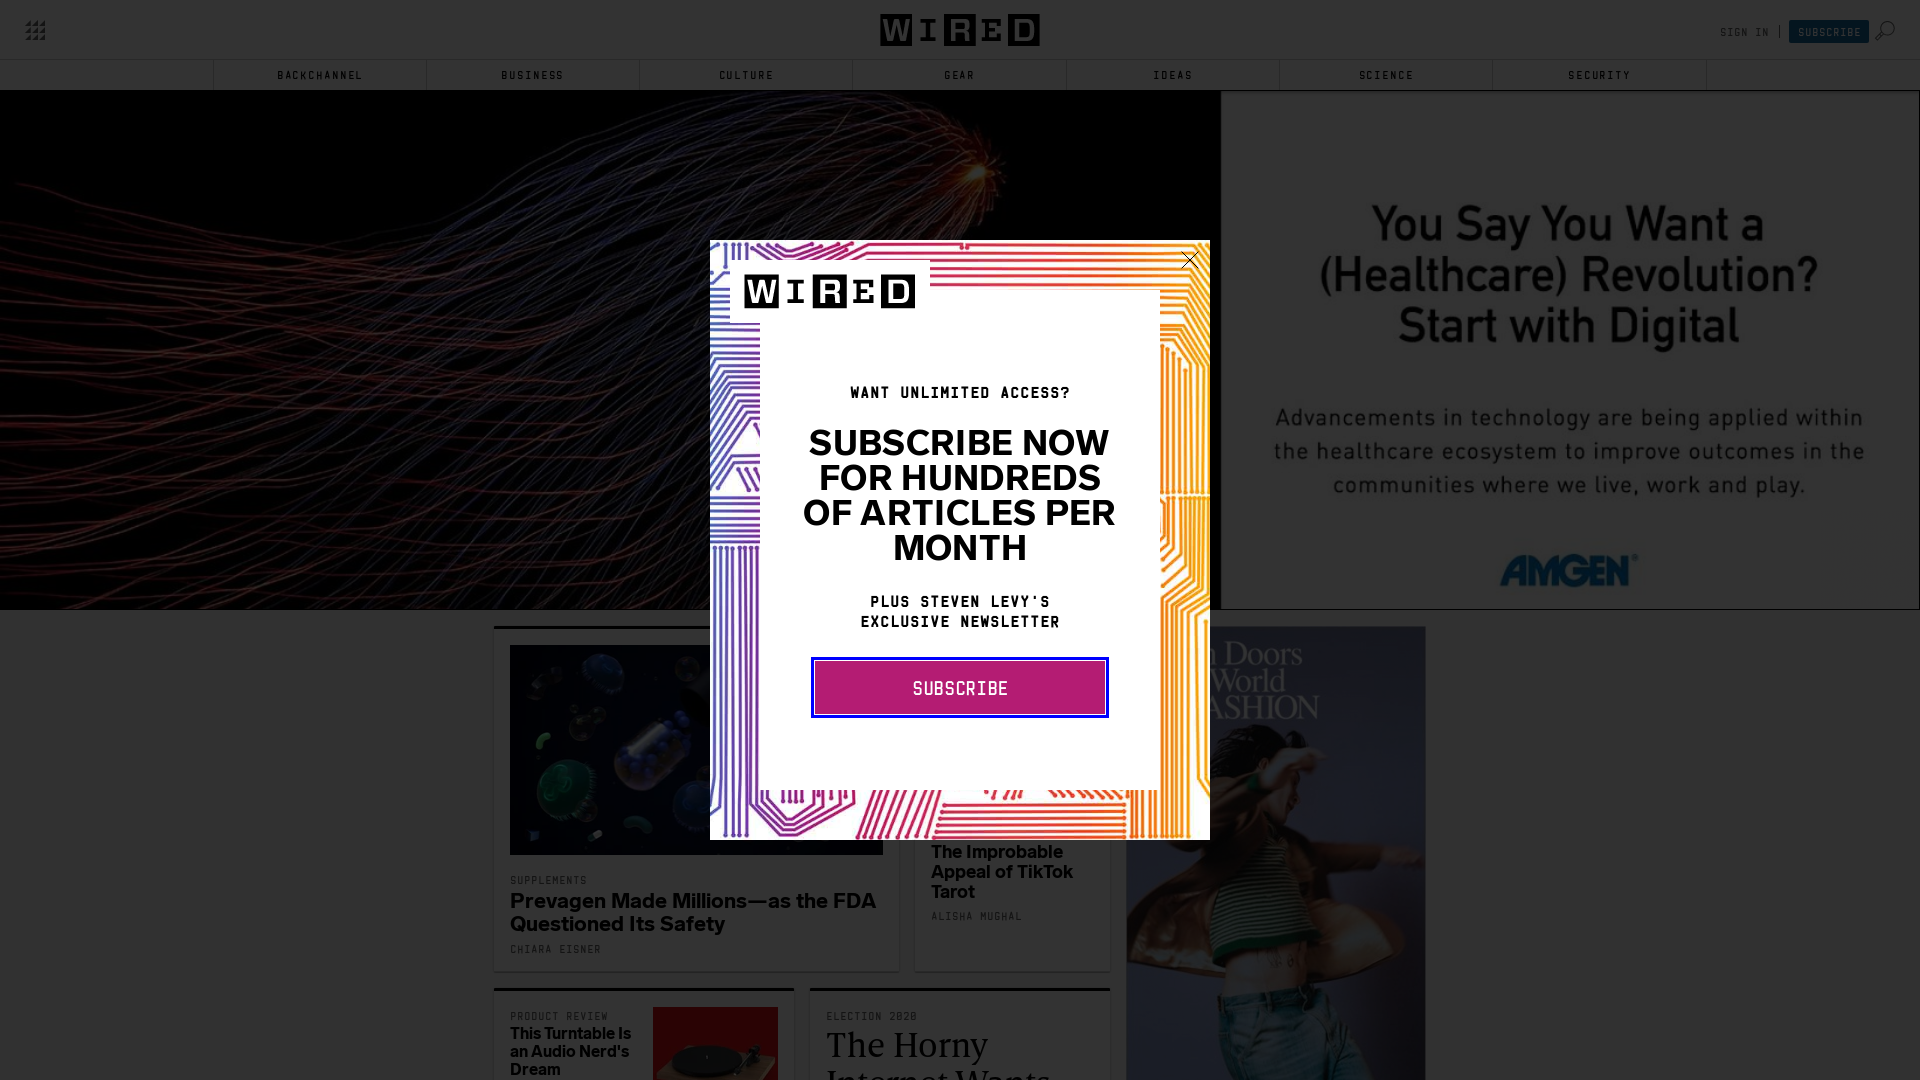 WIRED
SIGN IN
SUBSCRIBE
BACKCHANNEL
BUSINESS
CULTURE
GEAR
IDEAS
SCIENCE
SECURITY
You Say You Want a
(Healthcare) Revolution?
Start with Digital
Advancements in technology are being applied within
the healthcare ecosystem to improve outcomes in the
communities where we live, work and play.
AMGEN®
WIRED
WANT UNLIMITED ACCESS?
SUBSCRIBE NOW
FOR HUNDREDS
OF ARTICLES PER
MONTH
PLUS STEVEN LEVY'S
EXCLUSIVE NEWSLETTER
SUBSCRIBE
Doors
World
SUPPLEMENTS
Prevagen Made Millions—as the FDA
Questioned Its Safety
CHIARA EISNER
The Improbable
Appeal of TikTok
Tarot
ALISHA MUGHAL
PRODUCT REVIEW
This Turntable Is
an Audio Nerd's
Dream
ELECTION 2020
The Horny
Internet Wants